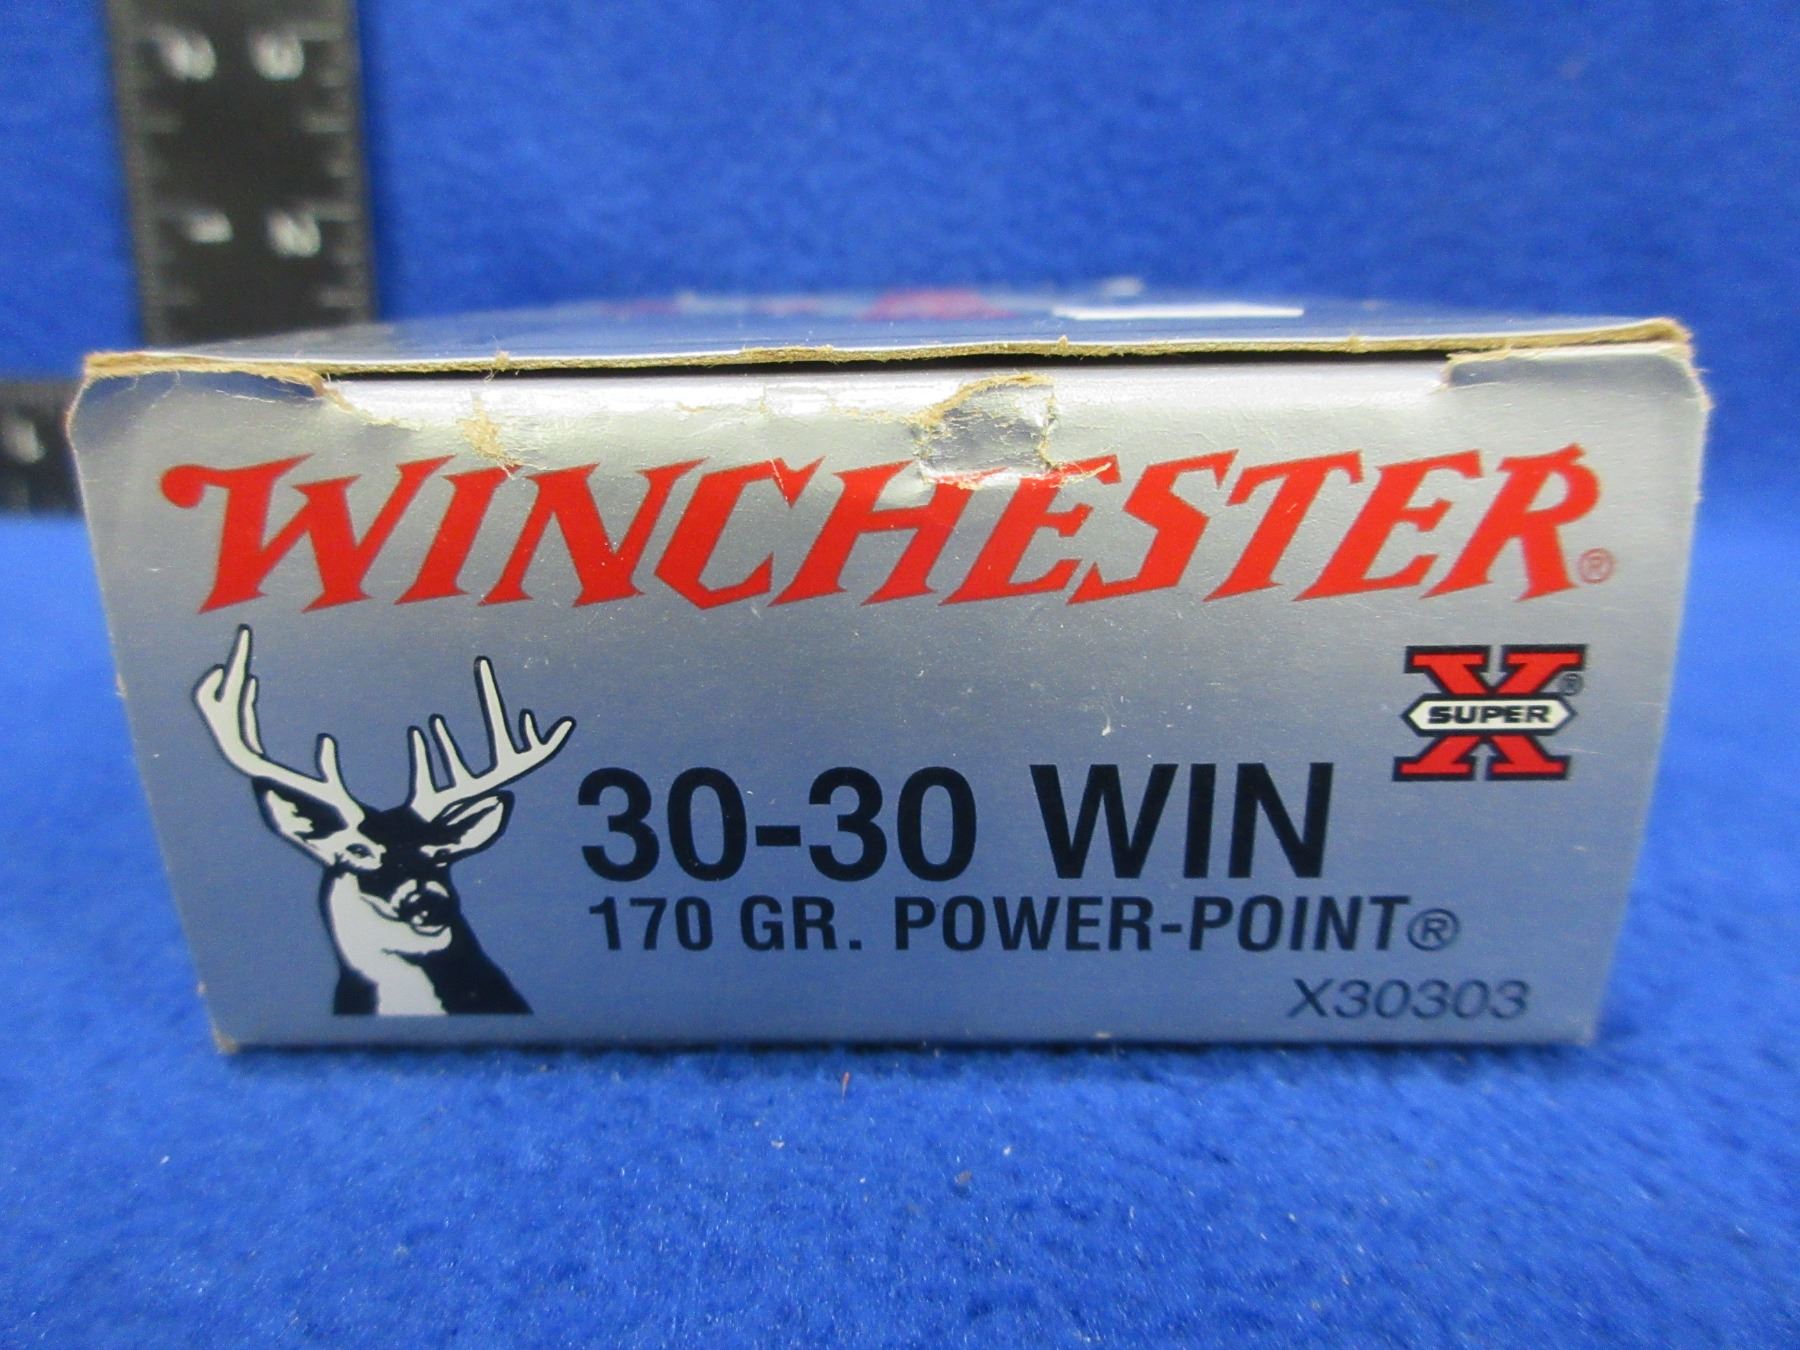 WINCHESTER®
X®
SUPER
30-30 WIN
170 GR. POWER-POINT®
X30303